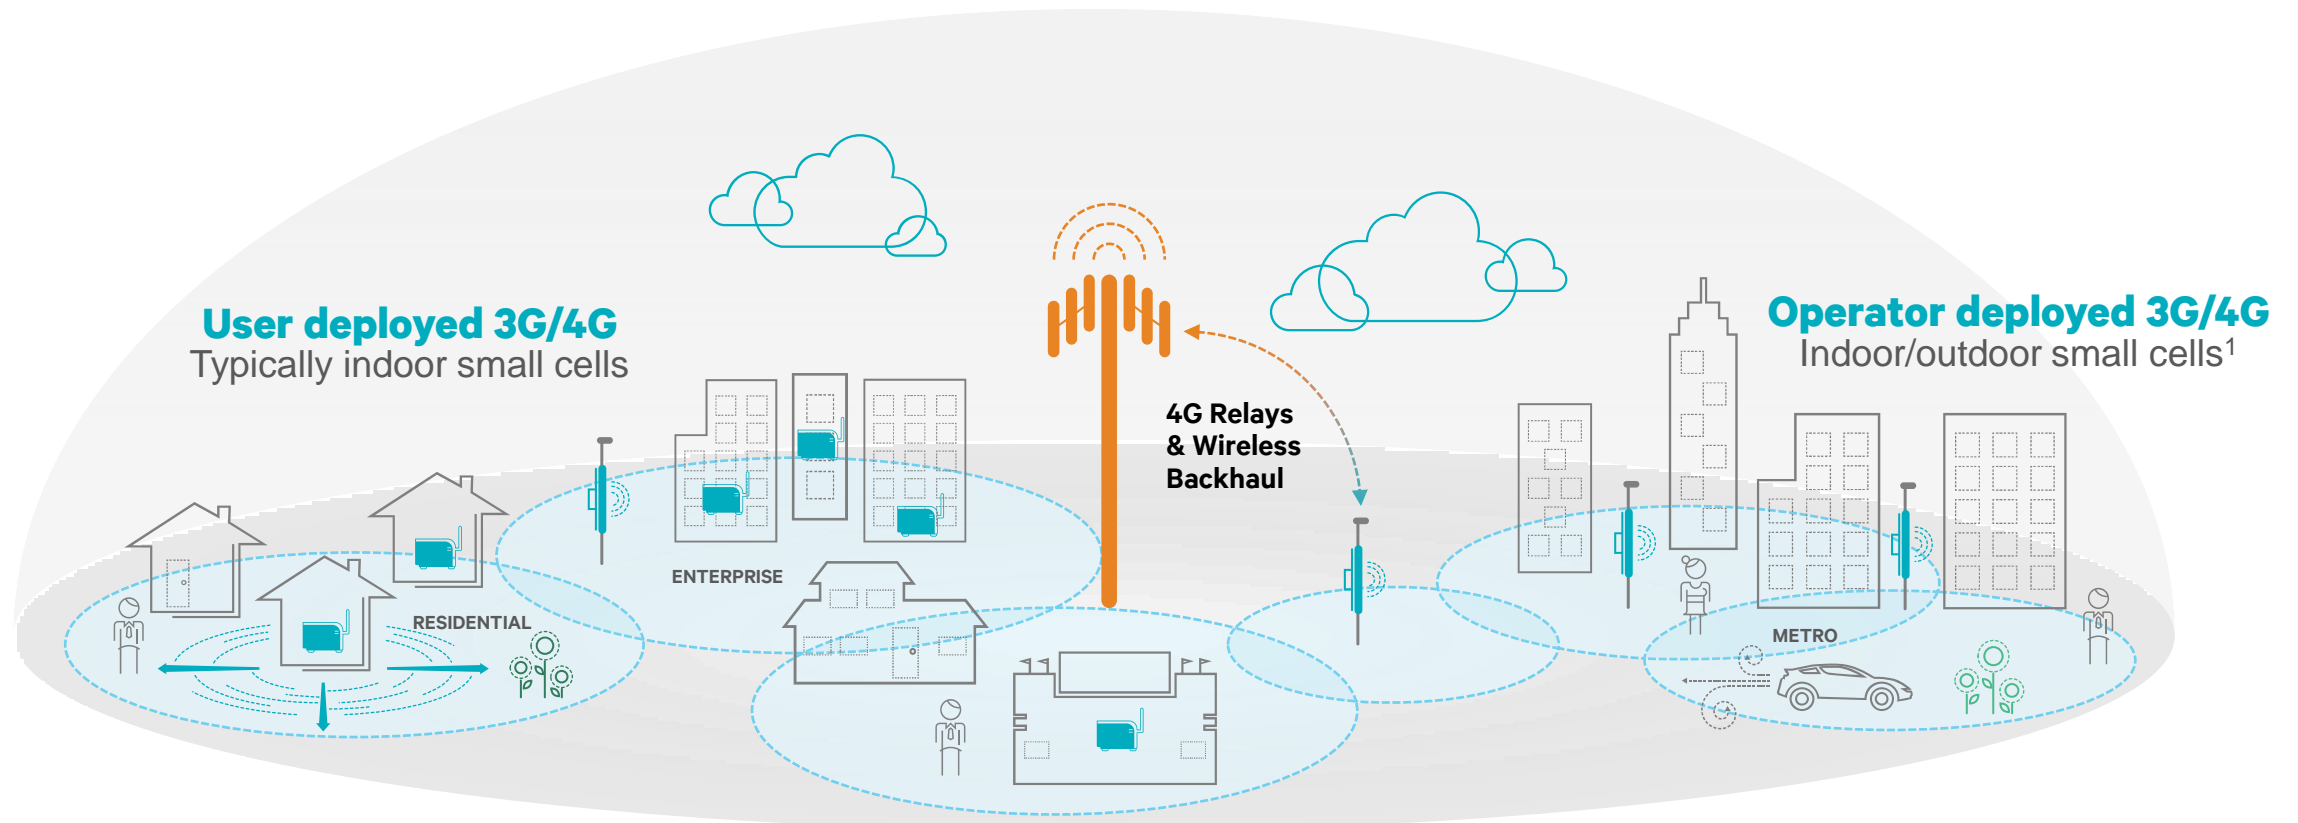 User deployed 3G/4G
Typically indoor small cells
Operator deployed 3G/4G
Indoor/outdoor small cells¹
4G Relays
& Wireless
Backhaul
ENTERPRISE
RESIDENTIAL
METRO